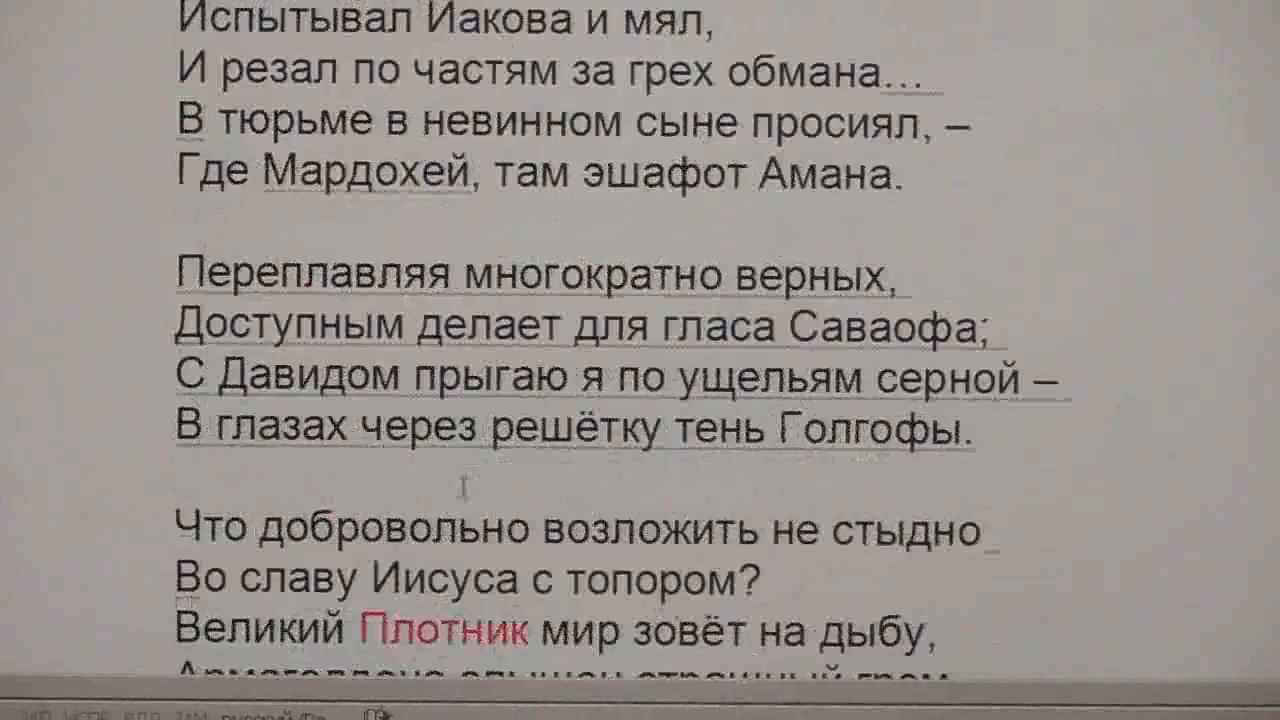 Испытывал Иакова и мял,
И резал по частям за грех обмана...
В тюрьме в невинном сыне просиял, –
Где Мардохей, там эшафот Амана.
Переплавляя многократно верных,
Доступным делает для гласа Саваофа;
С Давидом прыгаю я по ущельям серной –
В глазах через решётку тень Голгофы.
Что добровольно возложить не стыдно
Во славу Иисуса с топором?
Великий Плотник мир зовёт на дыбу,